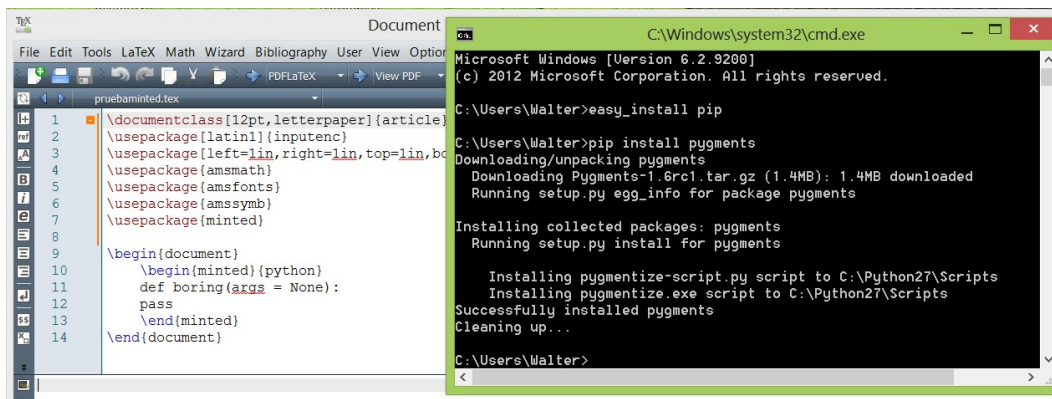 TEX
Document
File Edit Tools LaTeX Math Wizard Bibliography User View Option
PDFLaTeX
View PDF
pruebaminted.tex
1 \documentclass[12pt,letterpaper]{article}
2 \usepackage[latin1]{inputenc}
3 \usepackage[left=1in,right=1in,top=1in,bo
4 \usepackage{amsmath}
5 \usepackage{amsfonts}
6 \usepackage{amssymb}
7 \usepackage{minted}
8
9 \begin{document}
10 \begin{minted}{python}
11 def boring(args = None):
12 pass
13 \end{minted}
14 \end{document}
ref
B
i
e
$$
C:\Windows\system32\cmd.exe
Microsoft Windows [Version 6.2.9200]
(c) 2012 Microsoft Corporation. All rights reserved.
C:\Users\Walter>easy_install pip
C:\Users\Walter>pip install pygments
Downloading/unpacking pygments
Downloading Pygments-1.6rc1.tar.gz (1.4MB): 1.4MB downloaded
Running setup.py egg_info for package pygments
Installing collected packages: pygments
Running setup.py install for pygments
Installing pygmentize-script.py script to C:\Python27\Scripts
Installing pygmentize.exe script to C:\Python27\Scripts
Successfully installed pygments
Cleaning up...
C:\Users\Walter>